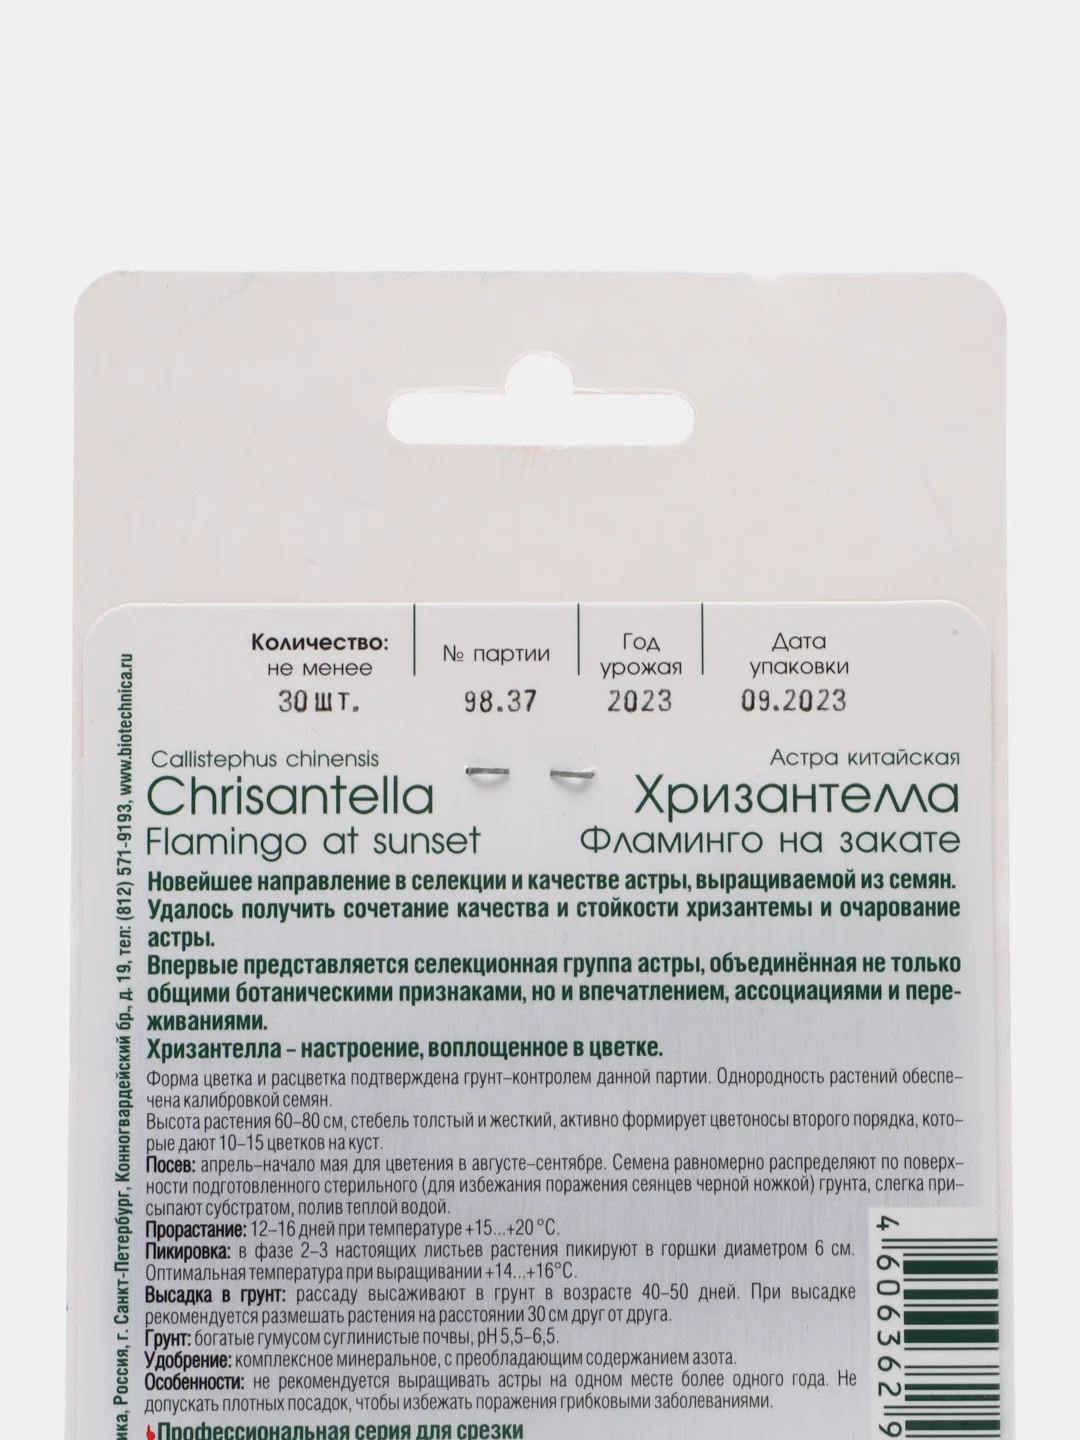 Количество:
не менее
30 шт.
№ партии
98.37
Год
урожая
2023
Дата
упаковки
09.2023
Callistephus chinensis
Chrisantella
Flamingo at sunset
Астра китайская
Хризантелла
Фламинго на закате
Новейшее направление в селекции и качестве астры, выращиваемой из семян.
Удалось получить сочетание качества и стойкости хризантемы и очарование
астры.
Впервые представляется селекционная группа астры, объединённая не только
общими ботаническими признаками, но и впечатлением, ассоциациями и пере-
живаниями.
Хризантелла – настроение, воплощенное в цветке.
Форма цветка и расцветка подтверждена грунт-контролем данной партии. Однородность растений обеспе-
чена калибровкой семян.
Высота растения 60–80 см, стебель толстый и жесткий, активно формирует цветоносы второго порядка, кото-
рые дают 10–15 цветков на куст.
Посев: апрель–начало мая для цветения в августе–сентябре. Семена равномерно распределяют по поверх-
ности подготовленного стерильного (для избежания поражения сеянцев черной ножкой) грунта, слегка при-
сыпают субстратом, полив теплой водой.
Прорастание: 12–16 дней при температуре +15...+20 °C.
Пикировка: в фазе 2–3 настоящих листьев растения пикируют в горшки диаметром 6 см.
Оптимальная температура при выращивании +14...+16°C.
Высадка в грунт: рассаду высаживают в грунт в возрасте 40–50 дней. При высадке
рекомендуется размешать растения на расстоянии 30 см друг от друга.
Грунт: богатые гумусом суглинистые почвы, pH 5,5–6,5.
Удобрение: комплексное минеральное, с преобладающим содержанием азота.
Особенности: не рекомендуется выращивать астры на одном месте более одного года. Не
допускать плотных посадок, чтобы избежать поражения грибковыми заболеваниями.
Профессиональная серия для срезки
ика, Россия, г. Санкт-Петербург, Конногвардейский бр., д. 19, тел: (812) 571-9193, www.biotechnica.ru
4 606362 9